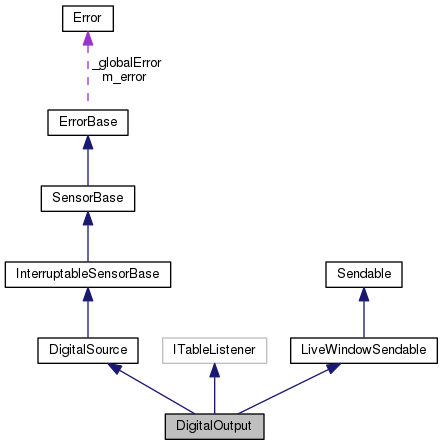 Error
_globalError
m_error
ErrorBase
SensorBase
InterruptableSensorBase
Sendable
DigitalSource
ITableListener
LiveWindowSendable
DigitalOutput